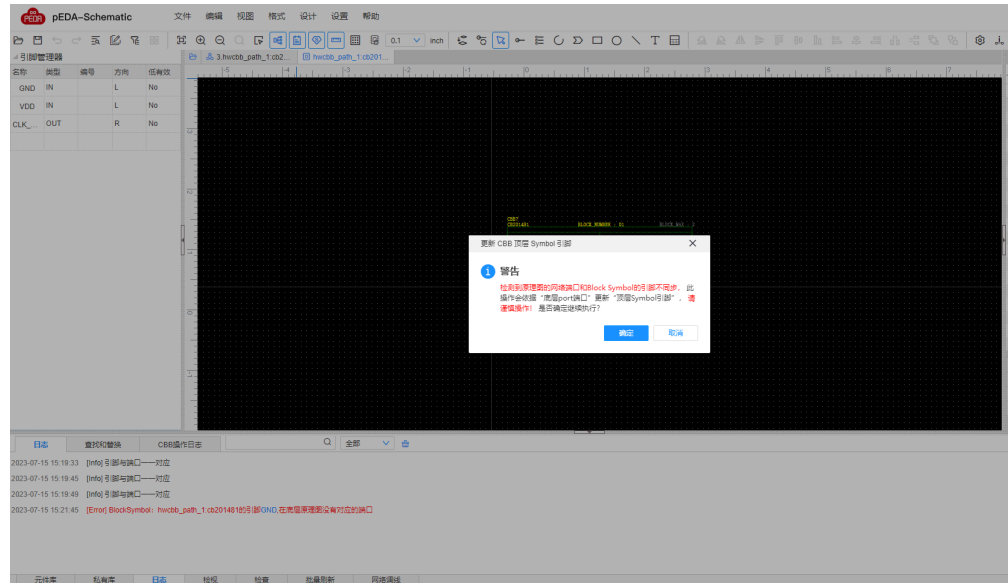 pEDA-Schematic
文件 编辑 视图 格式 设计 设置 帮助
0.1 inch
引脚管理器
3.hwcbb_path_1:cb2... hwcbb_path_1:cb201...
名称 类型 编号 方向 低有效
GND IN L No
VDD IN L No
CLK_... OUT R No
CBB?
CB201481 BLOCK_NUMBER : 01
更新 CBB 顶层 Symbol 引脚
警告
检测到原理图的网络端口和Block Symbol的引脚不同步, 此
操作会依据“底层port端口”更新“顶层Symbol引脚”, 请
谨慎操作! 是否确定继续执行?
确定 取消
日志 查找和替换 CBB操作日志 全部
2023-07-15 15:19:33 [Info] 引脚与端口一一对应
2023-07-15 15:19:45 [Info] 引脚与端口一一对应
2023-07-15 15:19:49 [Info] 引脚与端口一一对应
2023-07-15 15:21:45 [Error] BlockSymbol：hwcbb_path_1:cb201481的引脚GND,在底层原理图没有对应的端口
元件库 私有库 日志 检视 检查 批量刷新 网络调线